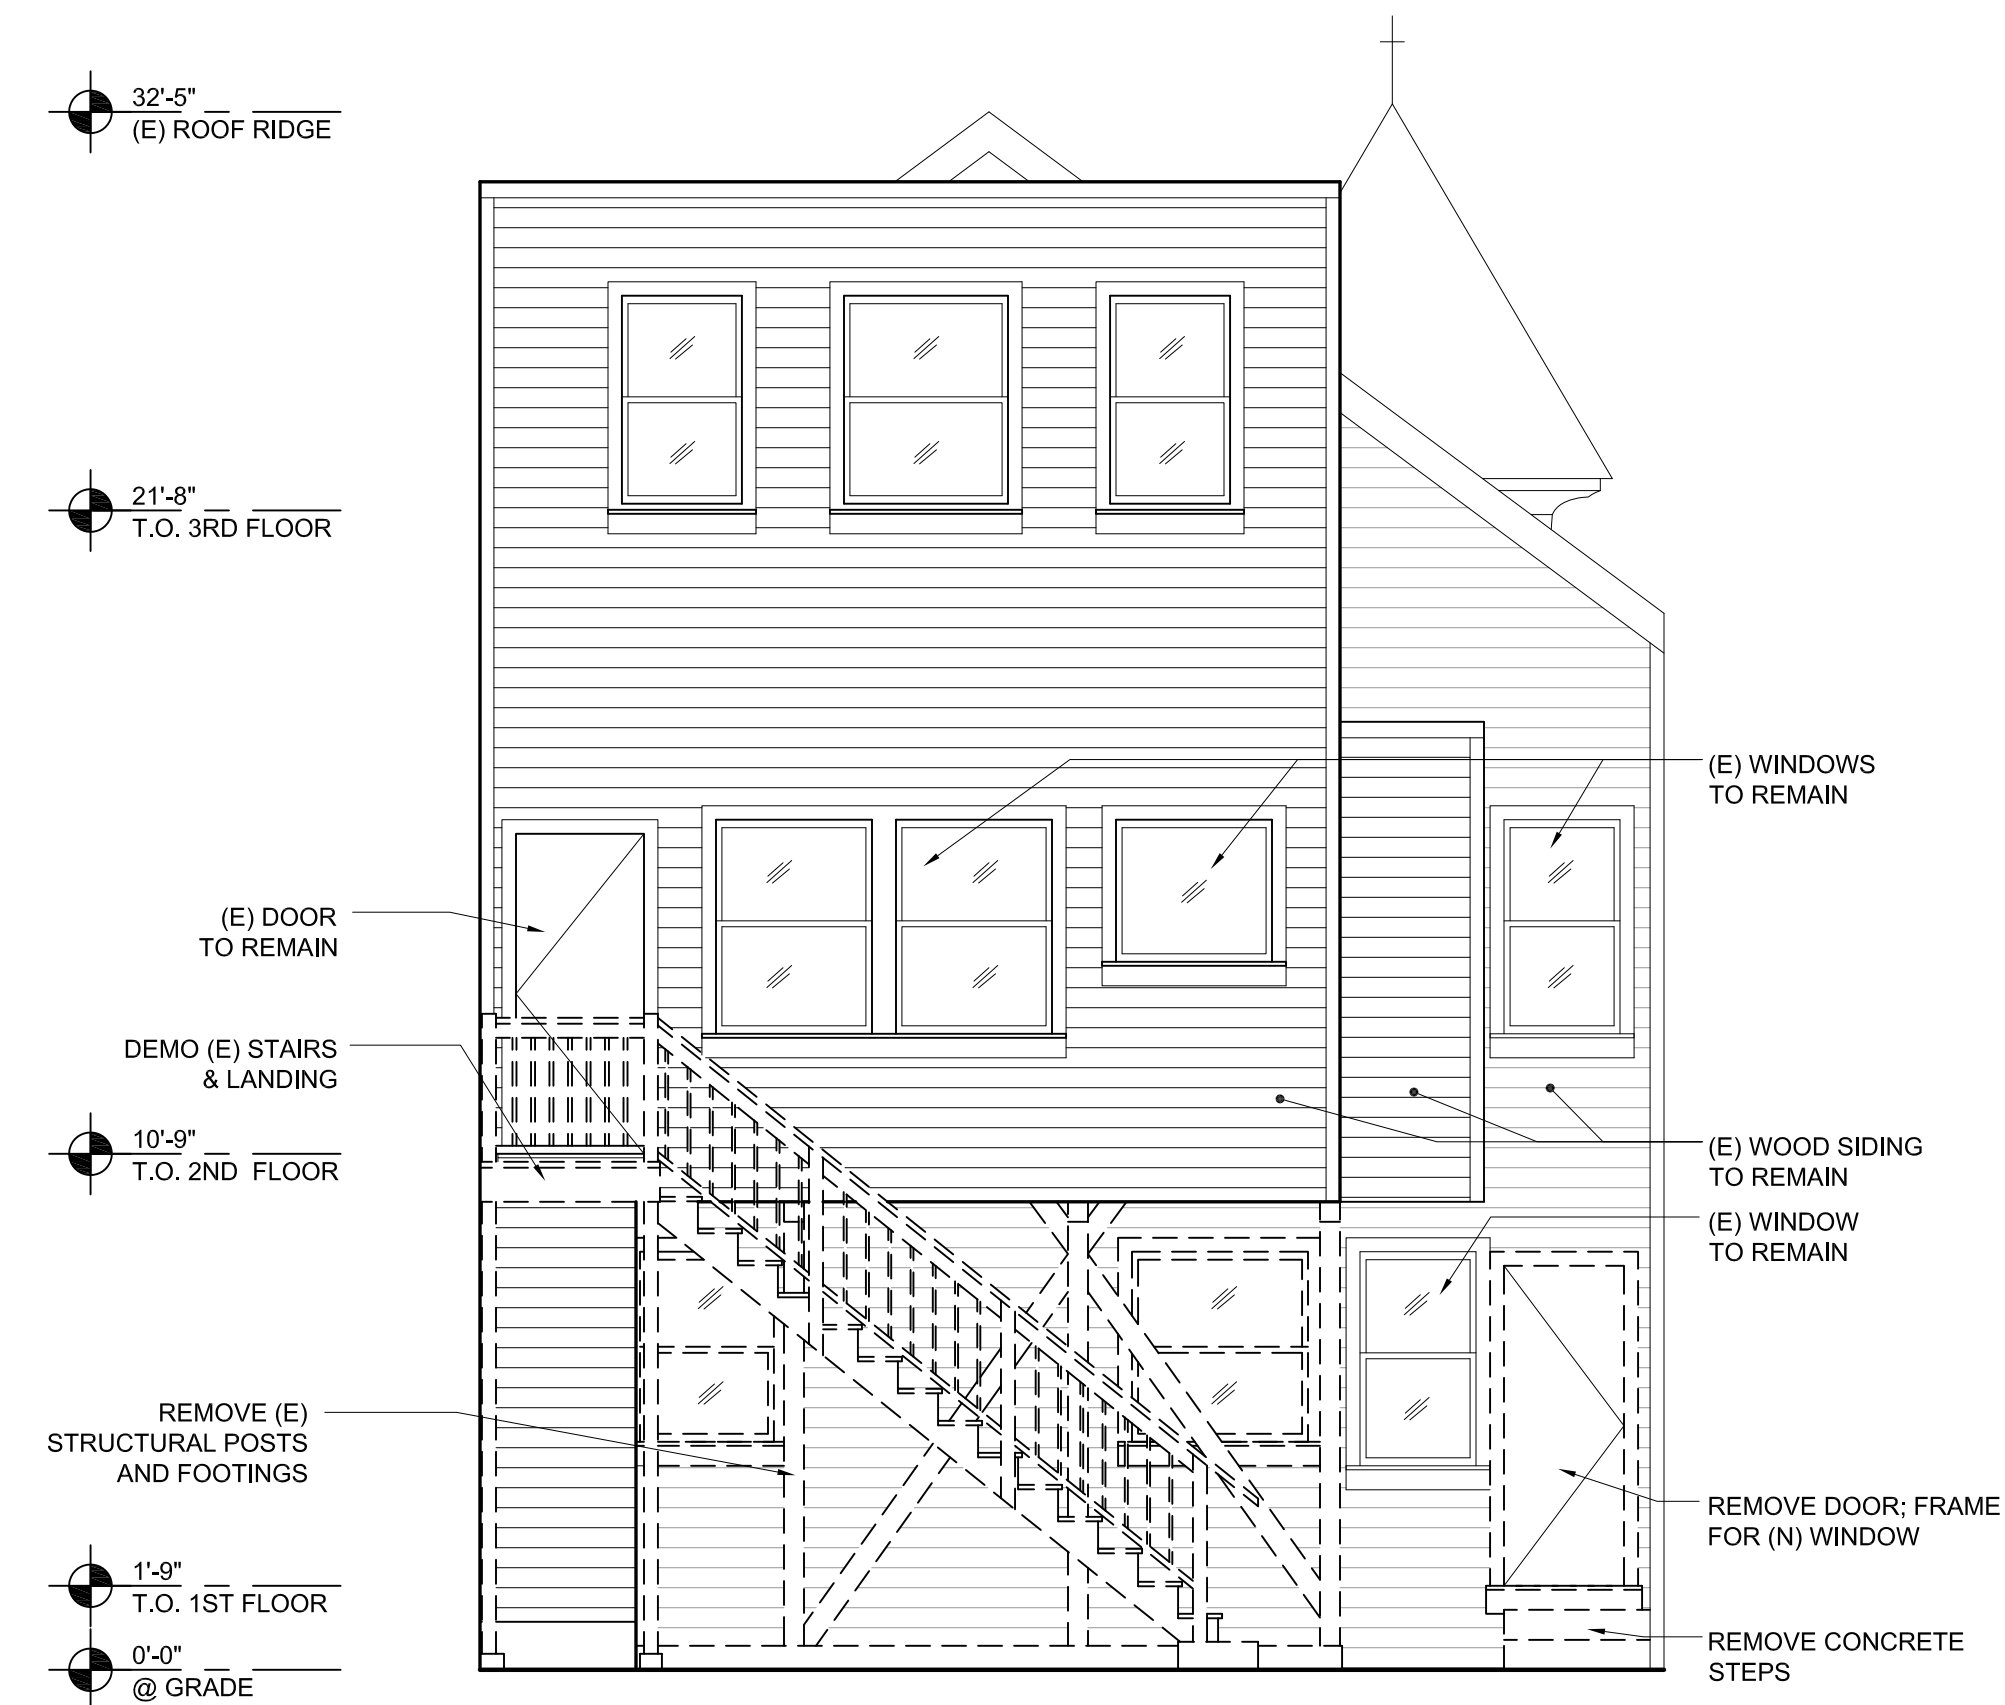 32'-5"
(E) ROOF RIDGE
21'-8"
T.O. 3RD FLOOR
(E) WINDOWS
TO REMAIN
(E) DOOR
TO REMAIN
DEMO (E) STAIRS
& LANDING
10'-9"
T.O. 2ND FLOOR
(E) WOOD SIDING
TO REMAIN
(E) WINDOW
TO REMAIN
REMOVE (E)
STRUCTURAL POSTS
AND FOOTINGS
REMOVE DOOR; FRAME
FOR (N) WINDOW
1'-9"
T.O. 1ST FLOOR
REMOVE CONCRETE
STEPS
0'-0"
@ GRADE